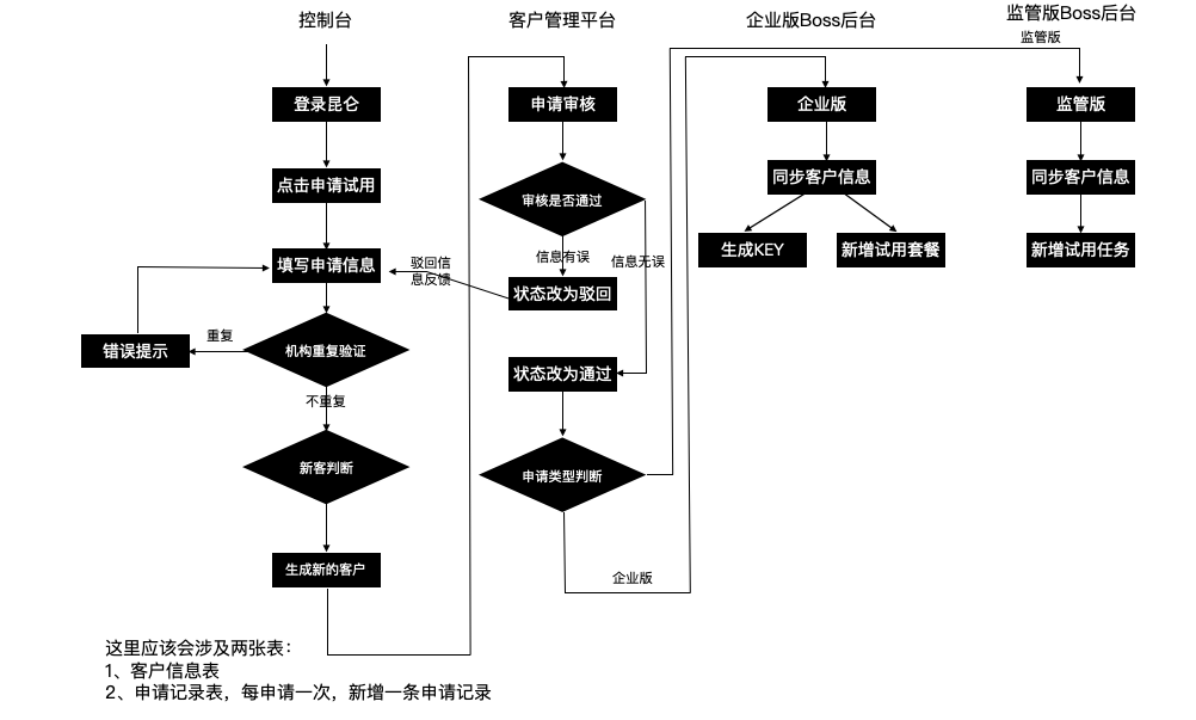 控制台
客户管理平台
企业版Boss后台
监管版Boss后台
监管版
登录昆仑
申请审核
企业版
监管版
点击申请试用
审核是否通过
同步客户信息
同步客户信息
生成KEY
新增试用套餐
新增试用任务
填写申请信息
驳回信
息反馈
信息有误
信息无误
状态改为驳回
重复
错误提示
机构重复验证
状态改为通过
不重复
新客判断
申请类型判断
生成新的客户
企业版
这里应该会涉及两张表：
1、客户信息表
2、申请记录表，每申请一次，新增一条申请记录